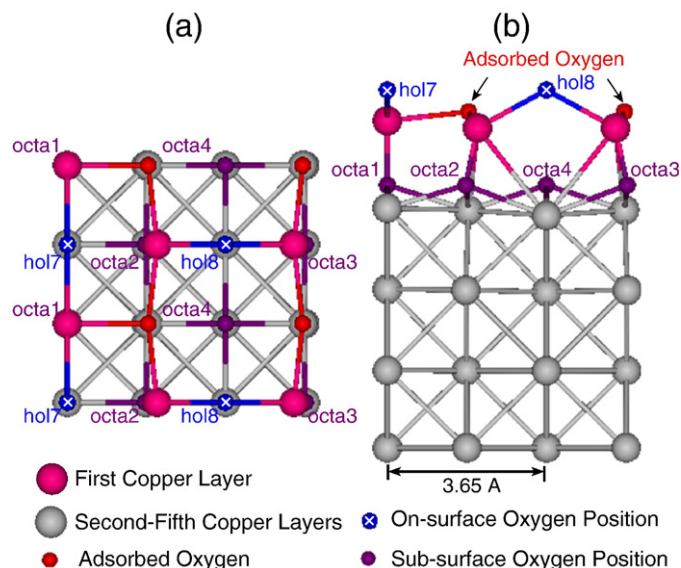 (a)
octa1 octa4
hol7 octa2 hol8 octa3
octa1 octa4
hol7 octa2 hol8 octa3
(b)
Adsorbed Oxygen
hol7 hol8
octa1 octa2 octa4 octa3
3.65 A
First Copper Layer
Second-Fifth Copper Layers
Adsorbed Oxygen
On-surface Oxygen Position
Sub-surface Oxygen Position